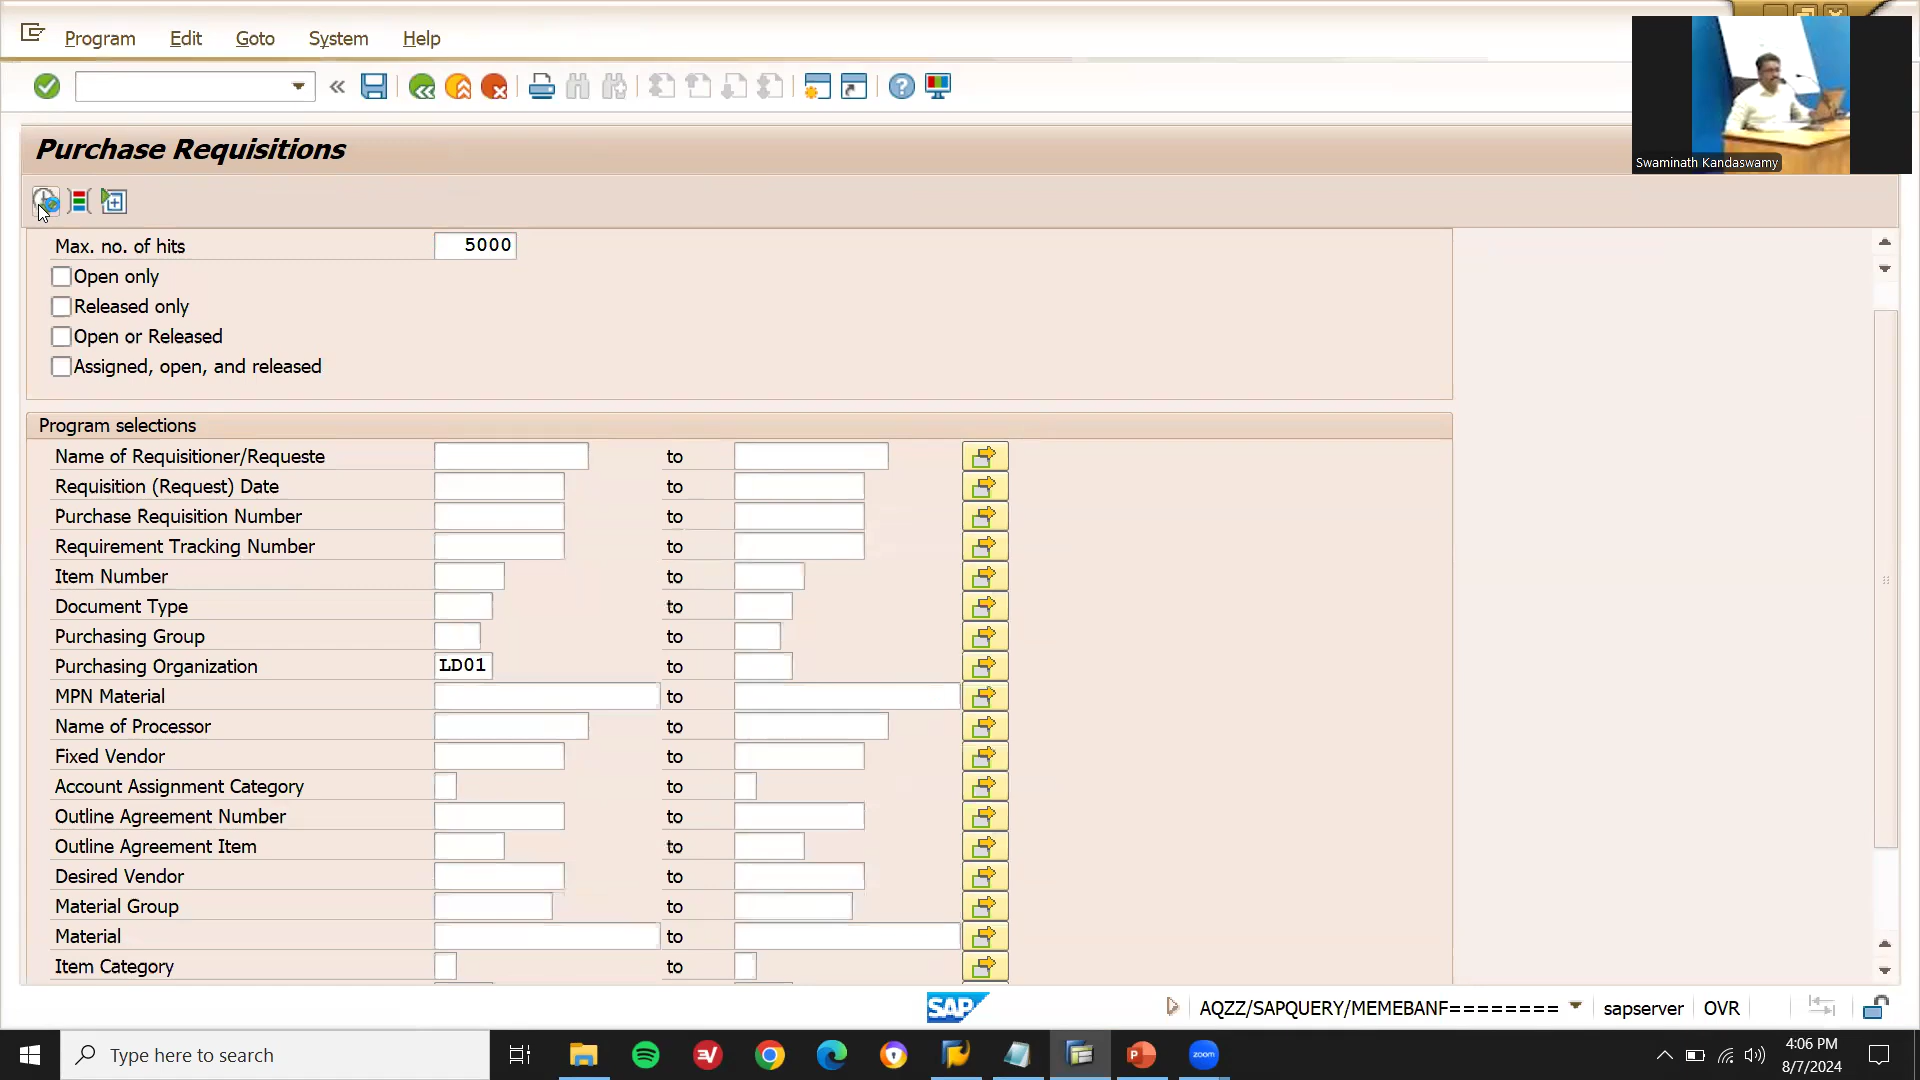 Program Edit Goto System Help
Swaminath Kandaswamy
Purchase Requisitions
Max. no. of hits 5000
Open only
Released only
Open or Released
Assigned, open, and released
Program selections
Name of Requisitioner/Requeste to
Requisition (Request) Date to
Purchase Requisition Number to
Requirement Tracking Number to
Item Number to
Document Type to
Purchasing Group to
Purchasing Organization LD01 to
MPN Material to
Name of Processor to
Fixed Vendor to
Account Assignment Category to
Outline Agreement Number to
Outline Agreement Item to
Desired Vendor to
Material Group to
Material to
Item Category to
SAP AQZZ/SAPQUERY/MEMEBANF======== sapserver OVR
Type here to search
zoom
4:06 PM
8/7/2024